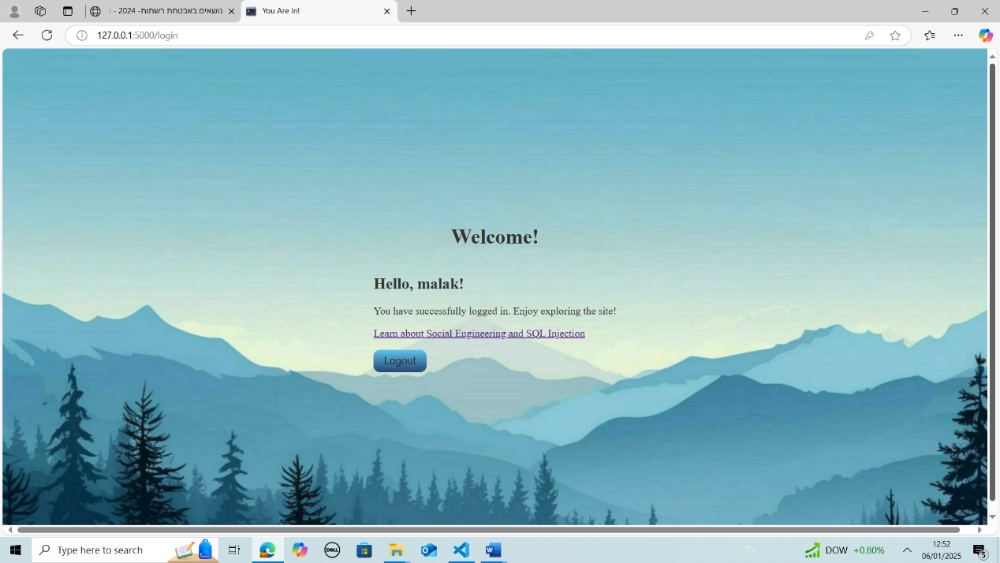 נושאים באבטחת רשתות- 2024 - ר
You Are In!
127.0.0.1:5000/login
Welcome!
Hello, malak!
You have successfully logged in. Enjoy exploring the site!
Learn about Social Engineering and SQL Injection
Logout
Type here to search
DELL
W
DOW +0.80%
12:52
06/01/2025
5